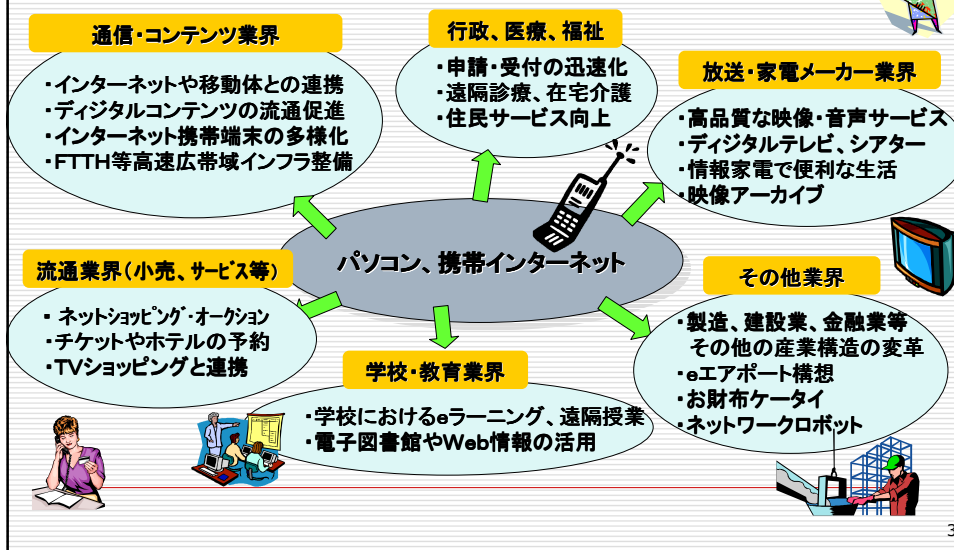 通信・コンテンツ業界
・インターネットや移動体との連携
・ディジタルコンテンツの流通促進
・インターネット携帯端末の多様化
・FTTH等高速広帯域インフラ整備
行政、医療、福祉
・申請・受付の迅速化
・遠隔診療、在宅介護
・住民サービス向上
放送・家電メーカー業界
・高品質な映像・音声サービス
・ディジタルテレビ、シアター
・情報家電で便利な生活
・映像アーカイブ
パソコン、携帯インターネット
流通業界(小売、サービス等)
・ネットショッピング・オークション
・チケットやホテルの予約
・TVショッピングと連携
学校・教育業界
・学校におけるeラーニング、遠隔授業
・電子図書館やWeb情報の活用
その他業界
・製造、建設業、金融業等
その他の産業構造の変革
・eエアポート構想
・お財布ケータイ
・ネットワークロボット
3